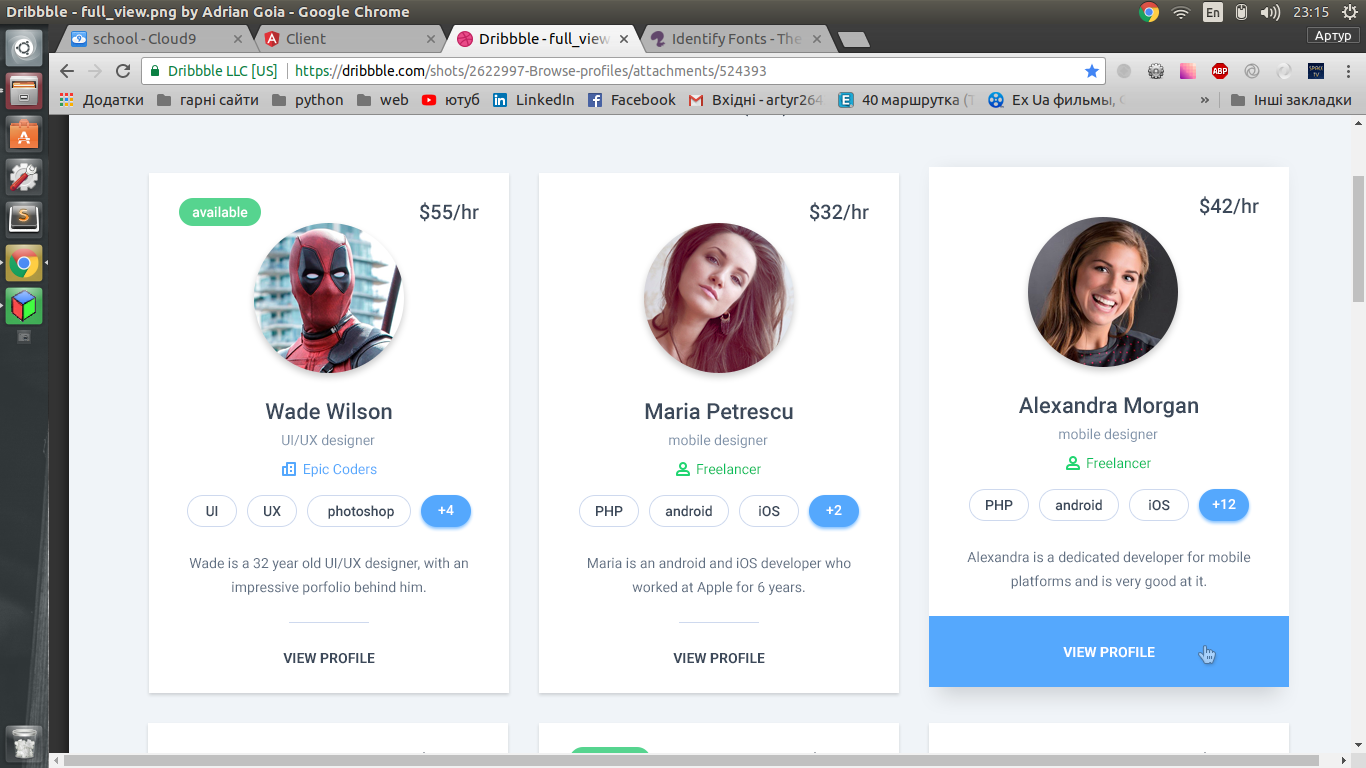 Dribbble - full_view.png by Adrian Goia - Google Chrome
En
23:15
school - Cloud9
Client
Dribbble - full_view
Identify Fonts - The
Артур
Dribbble LLC [US]
https://dribbble.com/shots/2622997-Browse-profiles/attachments/524393
ABP
Додатки
гарні сайти
python
web
ютуб
LinkedIn
Facebook
Вхідні - artyr264
40 маршрутка (
Ex Ua фильмы,
»
Інші закладки
available
$55/hr
Wade Wilson
UI/UX designer
Epic Coders
UI
UX
photoshop
+4
Wade is a 32 year old UI/UX designer, with an
impressive porfolio behind him.
VIEW PROFILE
$32/hr
Maria Petrescu
mobile designer
Freelancer
PHP
android
iOS
+2
Maria is an android and iOS developer who
worked at Apple for 6 years.
VIEW PROFILE
$42/hr
Alexandra Morgan
mobile designer
Freelancer
PHP
android
iOS
+12
Alexandra is a dedicated developer for mobile
platforms and is very good at it.
VIEW PROFILE